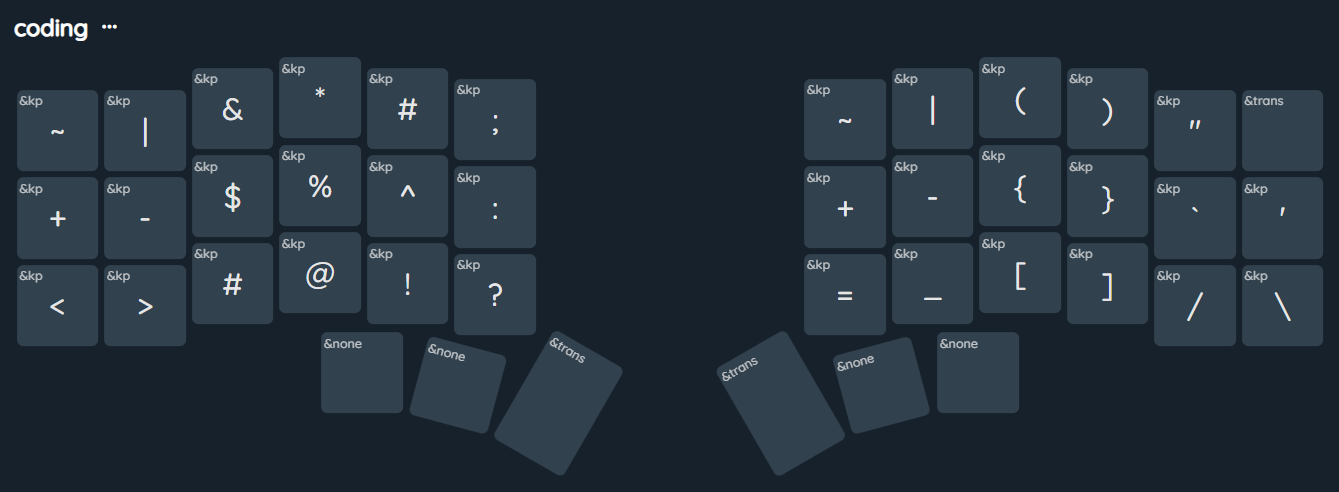 coding ...
&kp &kp &kp &kp &kp &kp &kp &kp &kp &kp &kp &trans
~ | & * # ; ~ | ( ) "
&kp &kp &kp &kp &kp &kp &kp &kp &kp &kp &kp &kp
+ - $ % ^ : + - { } ` '
&kp &kp &kp &kp &kp &kp &kp &kp &kp &kp &kp &kp
< > # @ ! ? = _ [ ] / \
&none &none &trans &trans &none &none